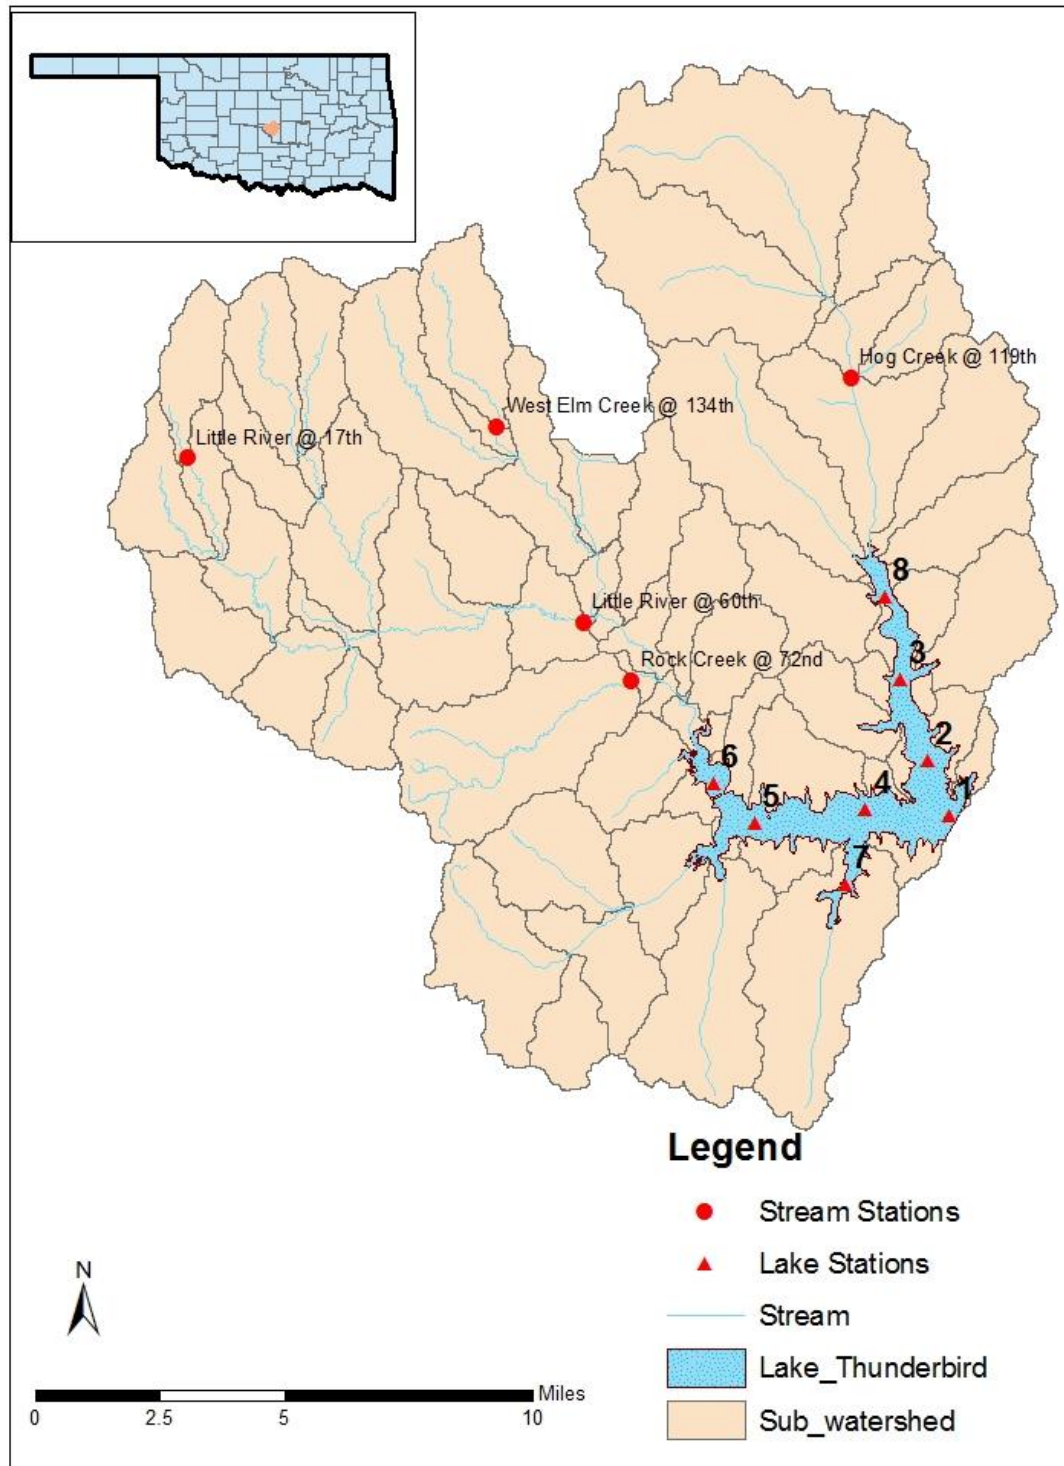 Hog Creek @ 119th
West Elm Creek @ 134th
Little River @ 17th
8
Little River @ 60th
Rock Creek @ 72nd
3
2
6
5
4
1
7
Legend
Stream Stations
Lake Stations
Stream
Lake_Thunderbird
Sub_watershed
N
Miles
0 2.5 5 10